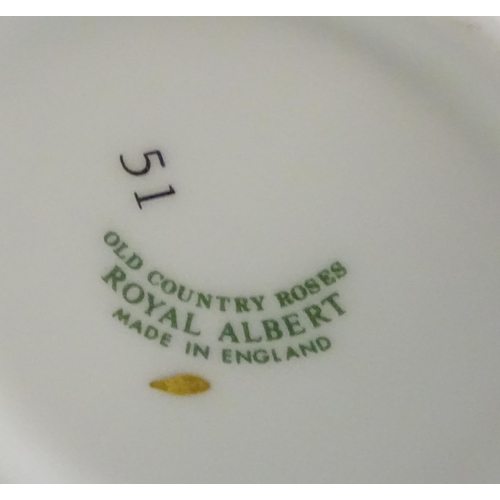 51
OLD COUNTRY ROSES
ROYAL ALBERT
MADE IN ENGLAND